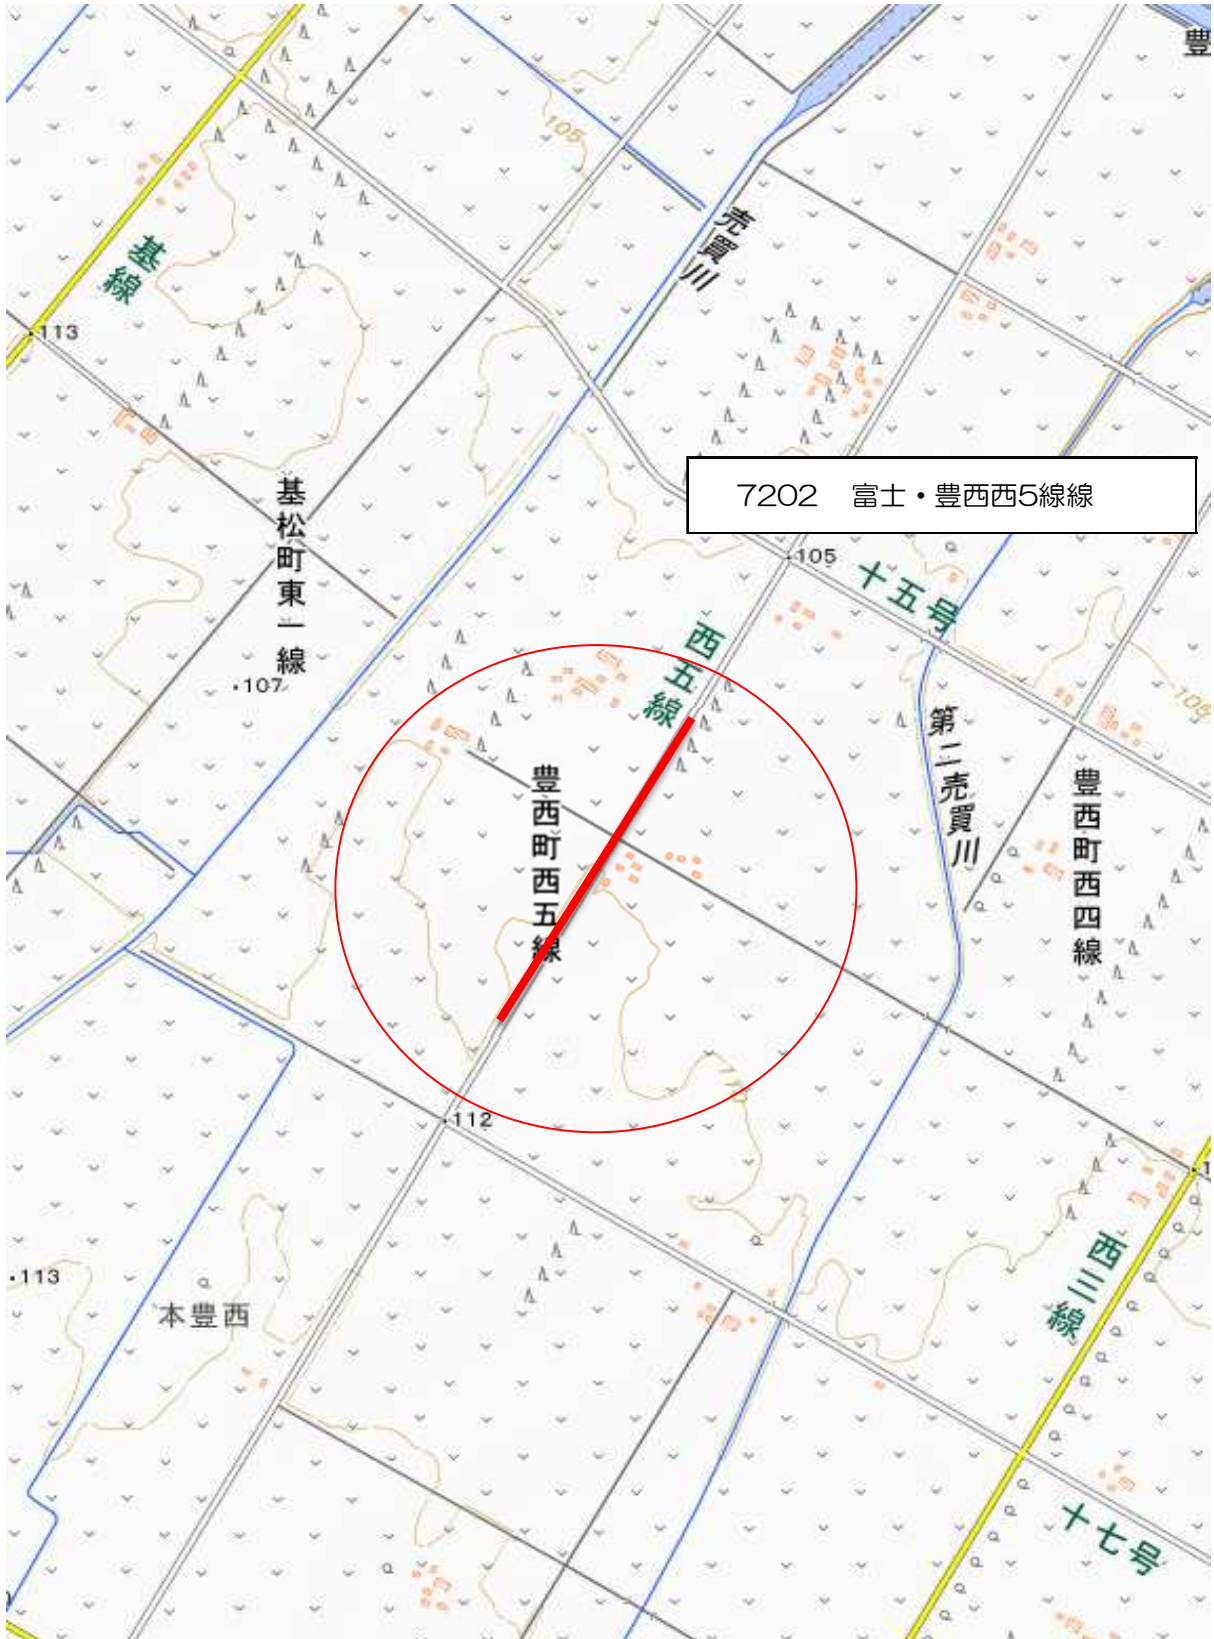 豊
105
売買川
基線
113
7202　富士・豊西西5線線
基松町東一線
105
十五号
西五線
107
105
第二売買川
豊西町西五線
豊西町西四線
110
112
1
西三線
113
本豊西
十七号